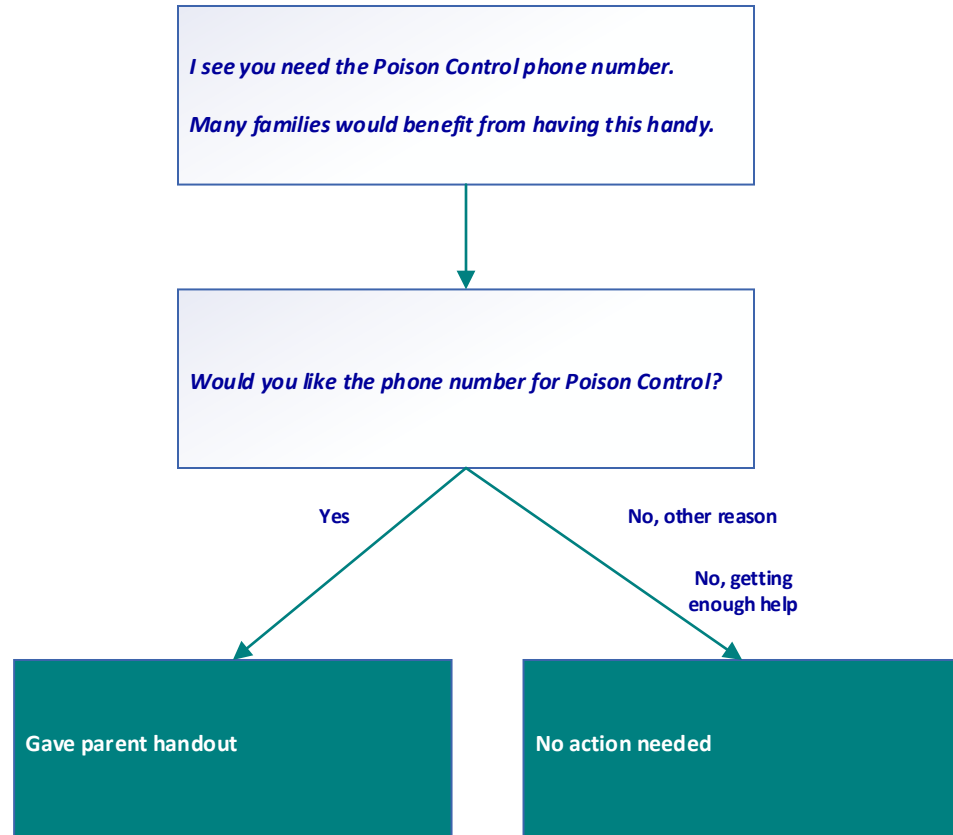 I see you need the Poison Control phone number.
Many families would benefit from having this handy.
Would you like the phone number for Poison Control?
Yes
No, other reason
No, getting
enough help
Gave parent handout
No action needed